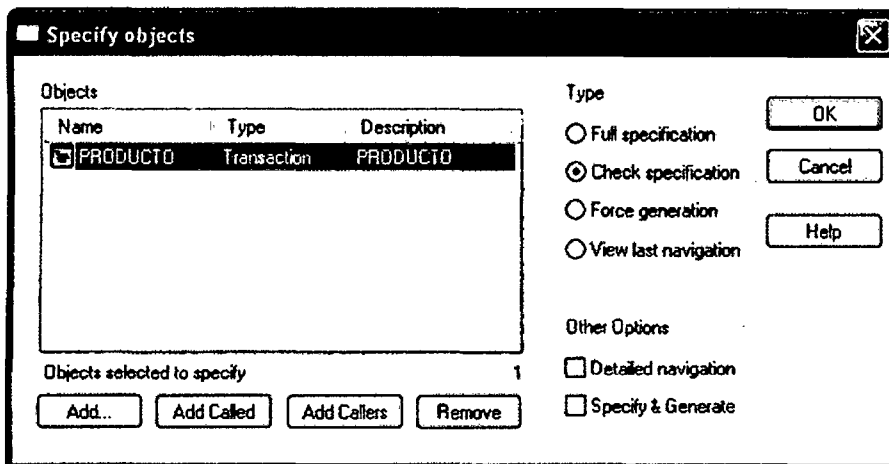 Specify objects
Objects
Name Type Description
PRODUCTO Transaction PRODUCTO
Objects selected to specify 1
Add... Add Called Add Callers Remove
Type
Full specification
Check specification
Force generation
View last navigation
Other Options
Detailed navigation
Specify & Generate
OK
Cancel
Help